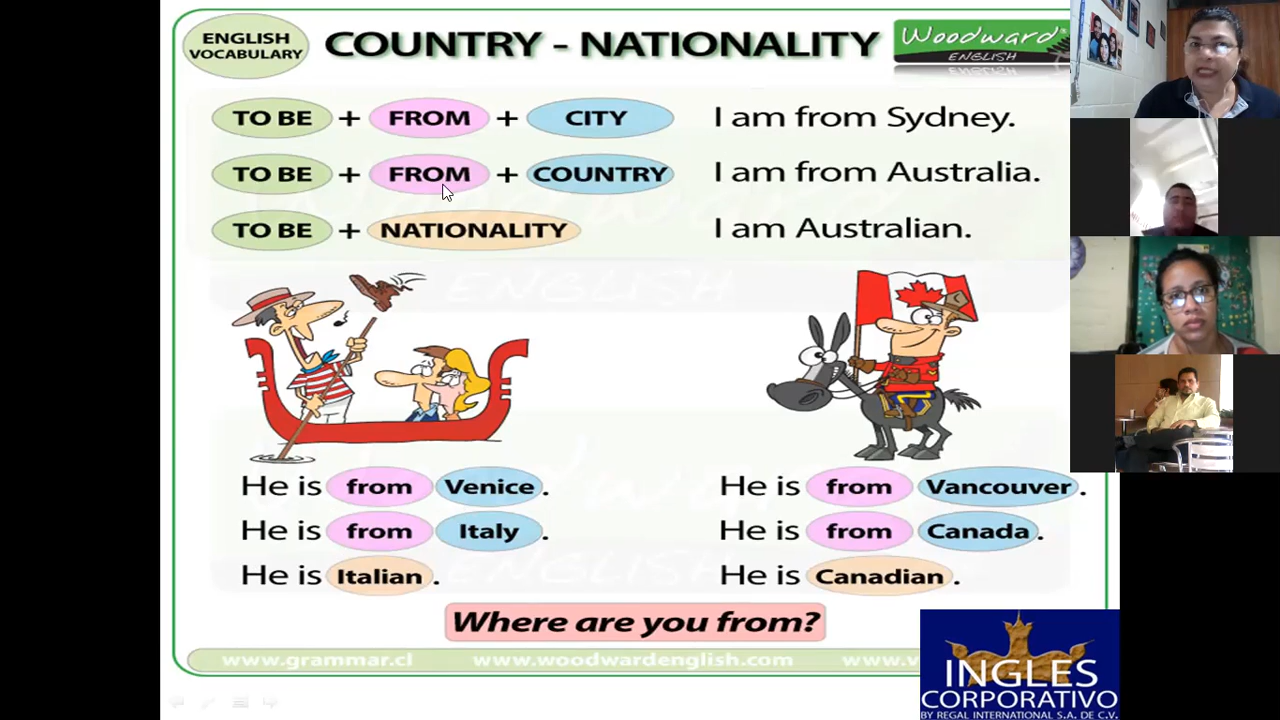 ENGLISH
VOCABULARY
COUNTRY - NATIONALITY
Woodward®
ENGLISH
TO BE + FROM + CITY I am from Sydney.
TO BE + FROM + COUNTRY I am from Australia.
TO BE + NATIONALITY I am Australian.
He is from Venice.
He is from Italy.
He is Italian.
He is from Vancouver.
He is from Canada.
He is Canadian.
Where are you from?
www.grammar.cl www.woodwardenglish.com
INGLES
CORPORATIVO
BY REGAL INTERNATIONAL S.A. DE C.V.